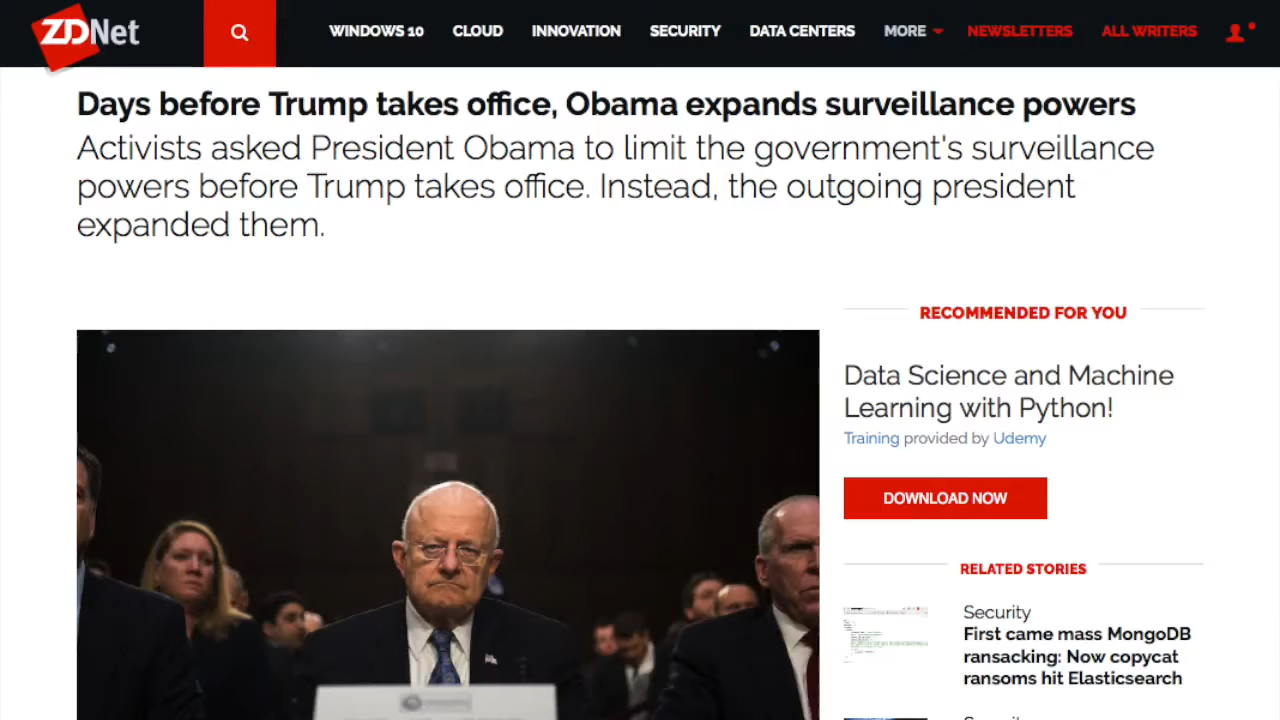 ZDNet
WINDOWS 10 CLOUD INNOVATION SECURITY DATA CENTERS MORE NEWSLETTERS ALL WRITERS
Days before Trump takes office, Obama expands surveillance powers
Activists asked President Obama to limit the government's surveillance
powers before Trump takes office. Instead, the outgoing president
expanded them.
RECOMMENDED FOR YOU
Data Science and Machine
Learning with Python!
Training provided by Udemy
DOWNLOAD NOW
RELATED STORIES
Security
First came mass MongoDB
ransacking: Now copycat
ransoms hit Elasticsearch